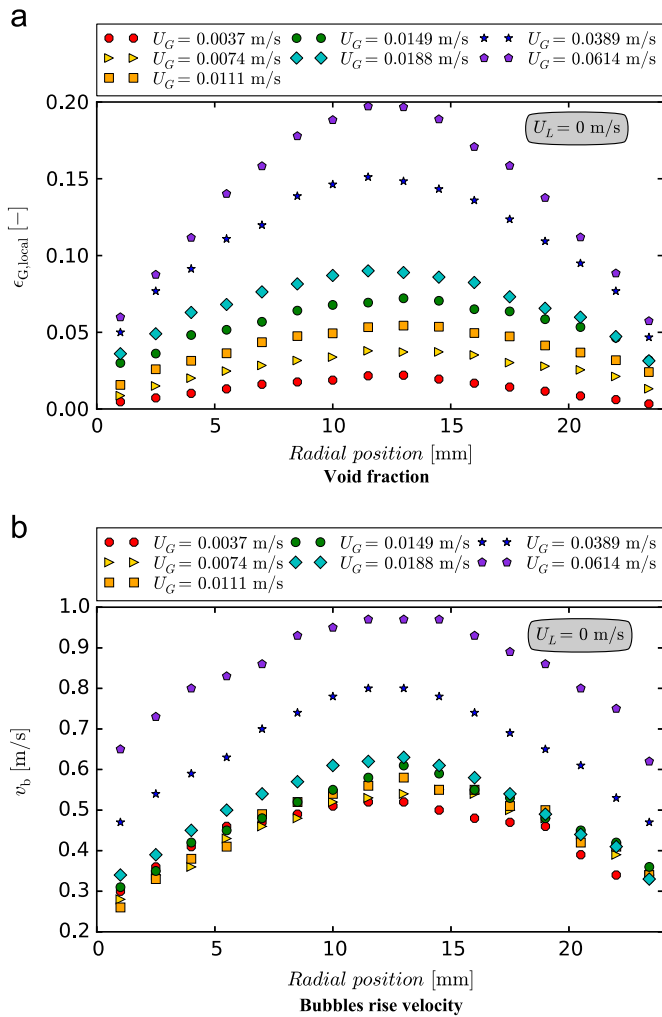 a
U_G = 0.0037 m/s U_G = 0.0149 m/s U_G = 0.0389 m/s
U_G = 0.0074 m/s U_G = 0.0188 m/s U_G = 0.0614 m/s
U_G = 0.0111 m/s
U_L = 0 m/s
0.20
0.15
0.10
0.05
0.00
ϵ_G,local [−]
0 5 10 15 20
Radial position [mm]
Void fraction
b
U_G = 0.0037 m/s U_G = 0.0149 m/s U_G = 0.0389 m/s
U_G = 0.0074 m/s U_G = 0.0188 m/s U_G = 0.0614 m/s
U_G = 0.0111 m/s
U_L = 0 m/s
1.0
0.9
0.8
0.7
0.6
0.5
0.4
0.3
0.2
v_b [m/s]
0 5 10 15 20
Radial position [mm]
Bubbles rise velocity